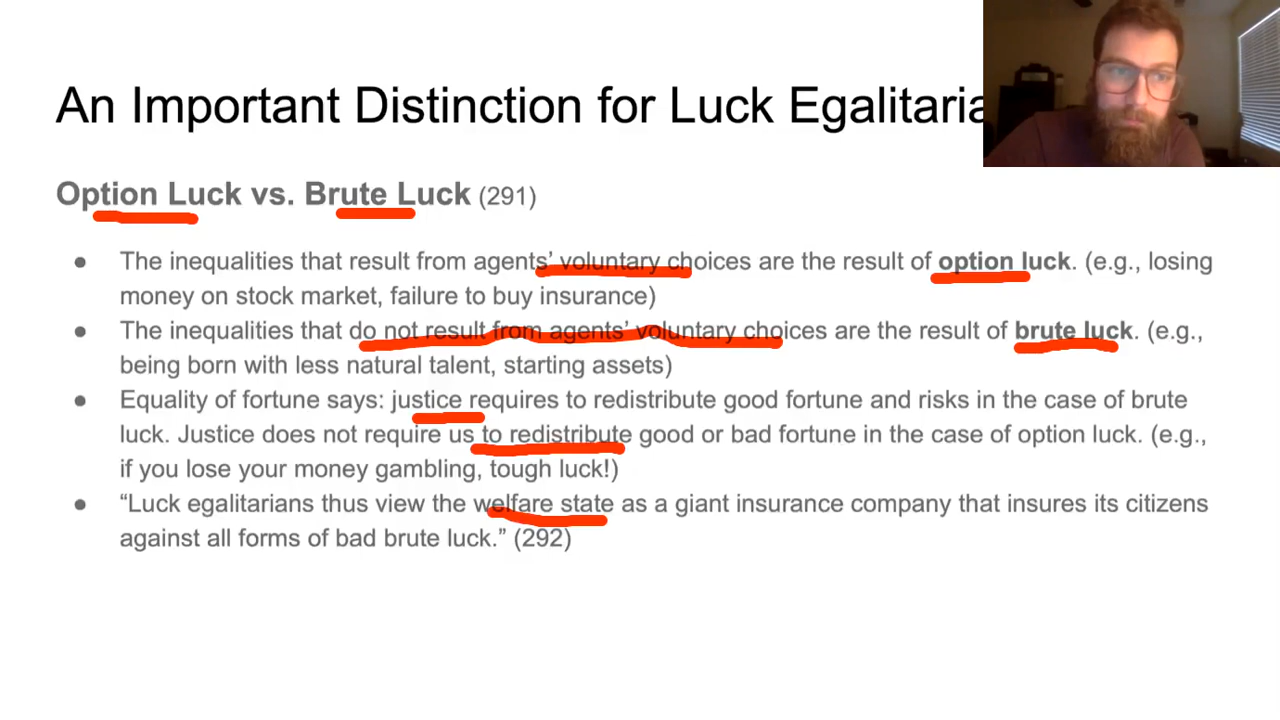 An Important Distinction for Luck Egalitaria
Option Luck vs. Brute Luck (291)
● The inequalities that result from agents’ voluntary choices are the result of option luck. (e.g., losing
money on stock market, failure to buy insurance)
● The inequalities that do not result from agents’ voluntary choices are the result of brute luck. (e.g.,
being born with less natural talent, starting assets)
● Equality of fortune says: justice requires to redistribute good fortune and risks in the case of brute
luck. Justice does not require us to redistribute good or bad fortune in the case of option luck. (e.g.,
if you lose your money gambling, tough luck!)
● “Luck egalitarians thus view the welfare state as a giant insurance company that insures its citizens
against all forms of bad brute luck.” (292)